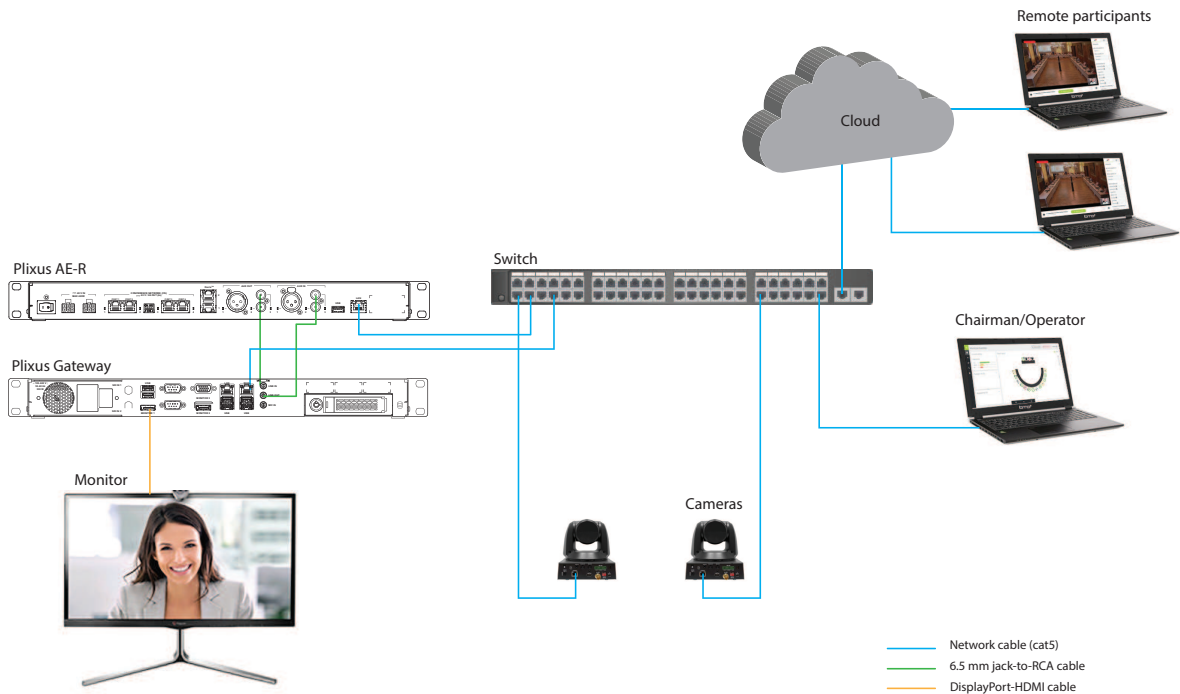 Remote participants
Cloud
Switch
Plixus AE-R
Chairman/Operator
Plixus Gateway
Monitor
Cameras
Network cable (cat5)
6.5 mm jack-to-RCA cable
DisplayPort-HDMI cable